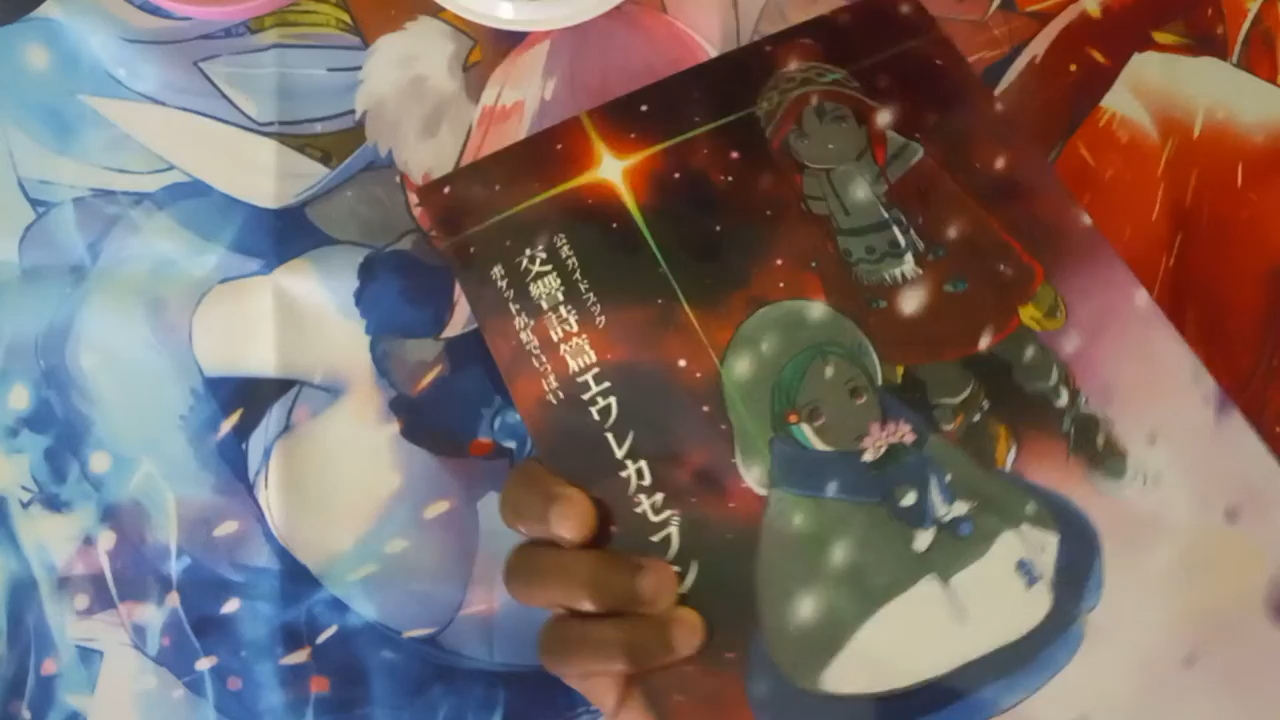 公式ガイドブック
交響詩篇エウレカセブン
ポケットが虹でいっぱい